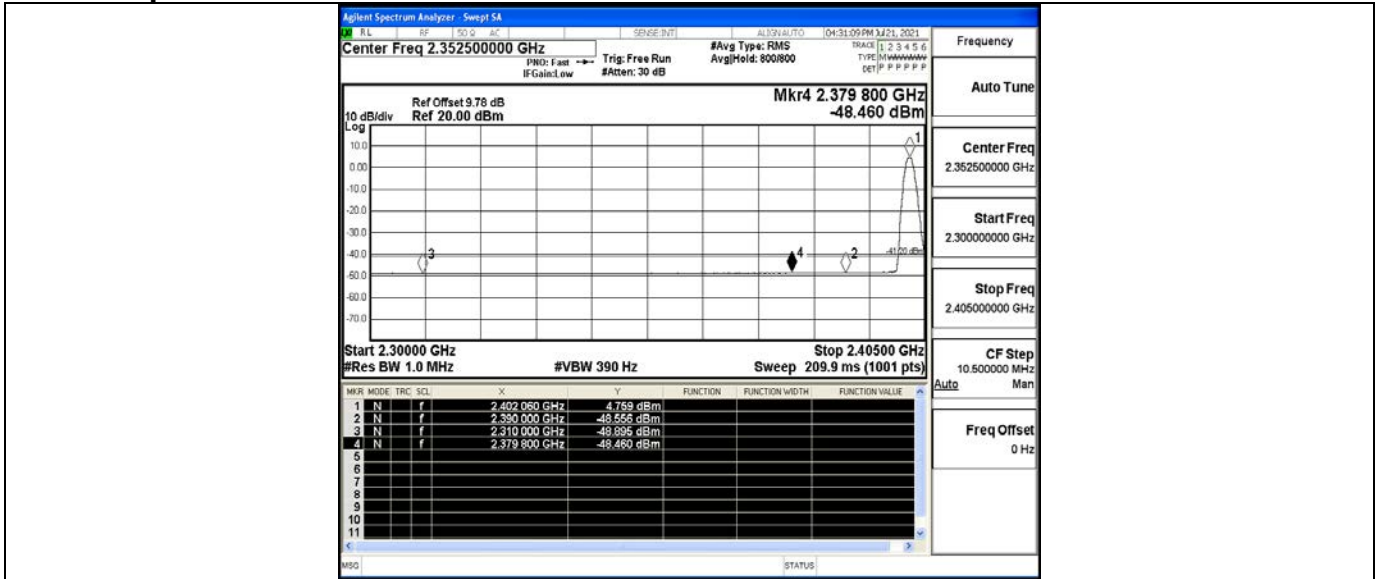 Agilent Spectrum Analyzer - Swept SA
RL RF 50 Ω AC SENSE:INT ALIGNAUTO 04:31:09 PM Jul 21, 2021
Center Freq 2.352500000 GHz
PNO: Fast
IFGain:Low
Trig: Free Run
#Atten: 30 dB
#Avg Type: RMS
Avg|Hold: 800/800
TRACE 1 2 3 4 5 6
TYPE M W W W W W
DET P P P P P P
Ref Offset 9.78 dB
10 dB/div Ref 20.00 dBm
Log
Mkr4 2.379 800 GHz
-48.460 dBm
10.0
0.00
-10.0
-20.0
-30.0
-40.0
-50.0
-60.0
-70.0
1
2
3
4
-41.20 dBm
Start 2.30000 GHz Stop 2.40500 GHz
#Res BW 1.0 MHz #VBW 390 Hz Sweep 209.9 ms (1001 pts)
MKR MODE TRC SCL X Y FUNCTION FUNCTION WIDTH FUNCTION VALUE
1 N f 2.402 060 GHz 4.759 dBm
2 N f 2.390 000 GHz -48.556 dBm
3 N f 2.310 000 GHz -48.895 dBm
4 N f 2.379 800 GHz -48.460 dBm
5
6
7
8
9
10
11
MSG STATUS
Frequency
Auto Tune
Center Freq
2.352500000 GHz
Start Freq
2.300000000 GHz
Stop Freq
2.405000000 GHz
CF Step
10.500000 MHz
Auto Man
Freq Offset
0 Hz